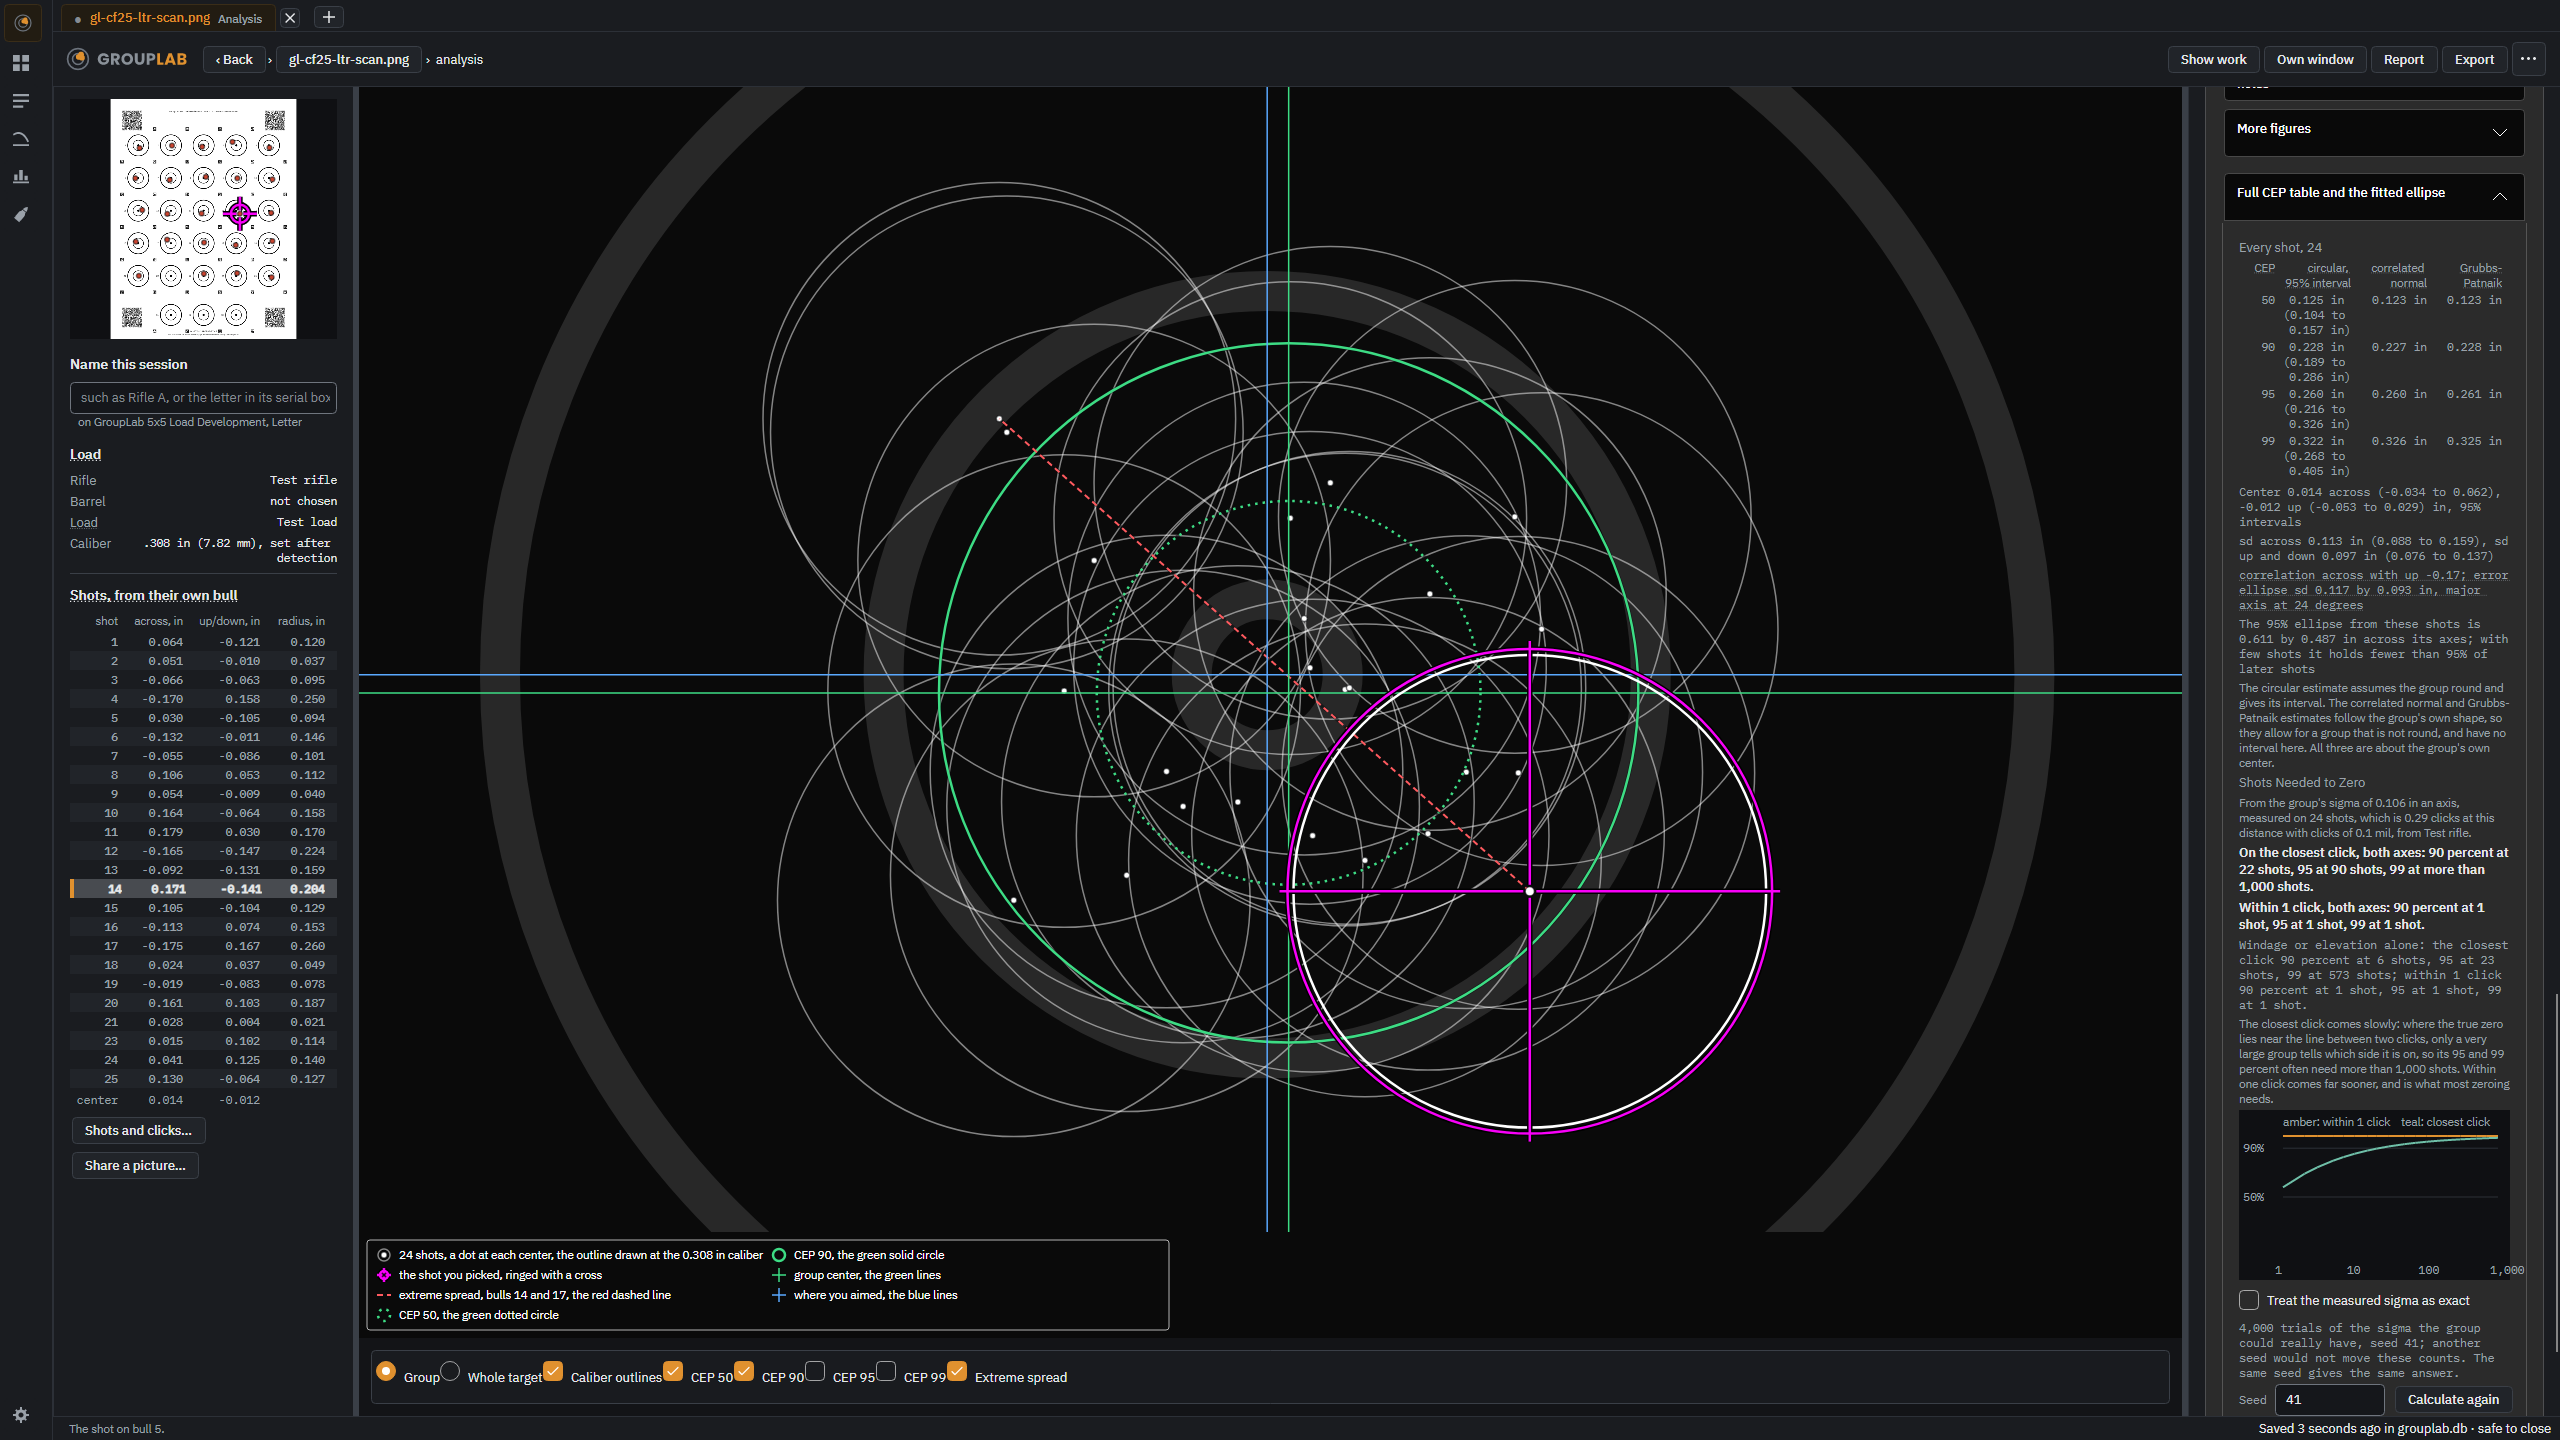 gl-cf25-ltr-scan.png Analysis
GROUPLAB
‹ Back › gl-cf25-ltr-scan.png › analysis
Show work Own window Report Export
Name this session
such as Rifle A, or the letter in its serial box
on GroupLab 5x5 Load Development, Letter
Load
Rifle Test rifle
Barrel not chosen
Load Test load
Caliber .308 in (7.82 mm), set after
detection
Shots, from their own bull
shot across, in up/down, in radius, in
1 0.064 -0.121 0.120
2 0.051 -0.010 0.037
3 -0.066 -0.063 0.095
4 -0.170 0.158 0.250
5 0.030 -0.105 0.094
6 -0.132 -0.011 0.146
7 -0.055 -0.086 0.101
8 0.106 0.053 0.112
9 0.054 -0.009 0.040
10 0.164 -0.064 0.158
11 0.179 0.030 0.170
12 -0.165 -0.147 0.224
13 -0.092 -0.131 0.159
14 0.171 -0.141 0.204
15 0.105 -0.104 0.129
16 -0.113 0.074 0.153
17 -0.175 0.167 0.260
18 0.024 0.037 0.049
19 -0.019 -0.083 0.078
20 0.161 0.103 0.187
21 0.028 0.004 0.021
23 0.015 0.102 0.114
24 0.041 0.125 0.140
25 0.130 -0.064 0.127
center 0.014 -0.012
Shots and clicks...
Share a picture...
24 shots, a dot at each center, the outline drawn at the 0.308 in caliber
the shot you picked, ringed with a cross
extreme spread, bulls 14 and 17, the red dashed line
CEP 50, the green dotted circle
CEP 90, the green solid circle
group center, the green lines
where you aimed, the blue lines
Group Whole target Caliber outlines CEP 50 CEP 90 CEP 95 CEP 99 Extreme spread
More figures
Full CEP table and the fitted ellipse
Every shot, 24
CEP circular, correlated Grubbs-
95% interval normal Patnaik
50 0.125 in 0.123 in 0.123 in
(0.104 to
0.157 in)
90 0.228 in 0.227 in 0.228 in
(0.189 to
0.286 in)
95 0.260 in 0.260 in 0.261 in
(0.216 to
0.326 in)
99 0.322 in 0.326 in 0.325 in
(0.268 to
0.405 in)
Center 0.014 across (-0.034 to 0.062),
-0.012 up (-0.053 to 0.029) in, 95%
intervals
sd across 0.113 in (0.088 to 0.159), sd
up and down 0.097 in (0.076 to 0.137)
correlation across with up -0.17; error
ellipse sd 0.117 by 0.093 in, major
axis at 24 degrees
The 95% ellipse from these shots is
0.611 by 0.487 in across its axes; with
few shots it holds fewer than 95% of
later shots
The circular estimate assumes the group round and
gives its interval. The correlated normal and Grubbs-
Patnaik estimates follow the group's own shape, so
they allow for a group that is not round, and have no
interval here. All three are about the group's own
center.
Shots Needed to Zero
From the group's sigma of 0.106 in an axis,
measured on 24 shots, which is 0.29 clicks at this
distance with clicks of 0.1 mil, from Test rifle.
On the closest click, both axes: 90 percent at
22 shots, 95 at 90 shots, 99 at more than
1,000 shots.
Within 1 click, both axes: 90 percent at 1
shot, 95 at 1 shot, 99 at 1 shot.
Windage or elevation alone: the closest
click 90 percent at 6 shots, 95 at 23
shots, 99 at 573 shots; within 1 click
90 percent at 1 shot, 95 at 1 shot, 99
at 1 shot.
The closest click comes slowly: where the true zero
lies near the line between two clicks, only a very
large group tells which side it is on, so its 95 and 99
percent often need more than 1,000 shots. Within
one click comes far sooner, and is what most zeroing
needs.
amber: within 1 click teal: closest click
90%
50%
1 10 100 1,000
Treat the measured sigma as exact
4,000 trials of the sigma the group
could really have, seed 41; another
seed would not move these counts. The
same seed gives the same answer.
Seed 41 Calculate again
The shot on bull 5.
Saved 3 seconds ago in grouplab.db · safe to close